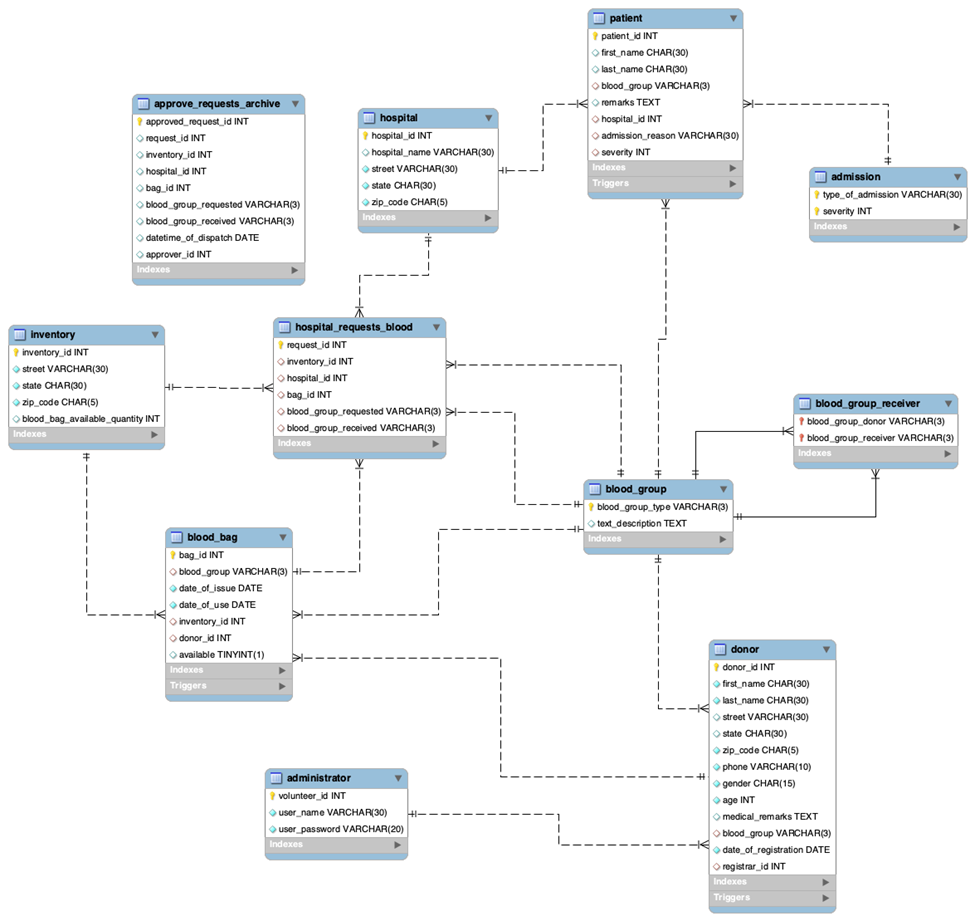 patient
patient_id INT
first_name CHAR(30)
last_name CHAR(30)
blood_group VARCHAR(3)
remarks TEXT
hospital_id INT
admission_reason VARCHAR(30)
severity INT
Indexes
Triggers
approve_requests_archive
approved_request_id INT
request_id INT
inventory_id INT
hospital_id INT
bag_id INT
blood_group_requested VARCHAR(3)
blood_group_received VARCHAR(3)
datetime_of_dispatch DATE
approver_id INT
Indexes
hospital
hospital_id INT
hospital_name VARCHAR(30)
street VARCHAR(30)
state CHAR(30)
zip_code CHAR(5)
Indexes
admission
type_of_admission VARCHAR(30)
severity INT
Indexes
inventory
inventory_id INT
street VARCHAR(30)
state CHAR(30)
zip_code CHAR(5)
blood_bag_available_quantity INT
Indexes
hospital_requests_blood
request_id INT
inventory_id INT
hospital_id INT
bag_id INT
blood_group_requested VARCHAR(3)
blood_group_received VARCHAR(3)
Indexes
blood_group_receiver
blood_group_donor VARCHAR(3)
blood_group_receiver VARCHAR(3)
Indexes
blood_group
blood_group_type VARCHAR(3)
text_description TEXT
Indexes
blood_bag
bag_id INT
blood_group VARCHAR(3)
date_of_issue DATE
date_of_use DATE
inventory_id INT
donor_id INT
available TINYINT(1)
Indexes
Triggers
donor
donor_id INT
first_name CHAR(30)
last_name CHAR(30)
street VARCHAR(30)
state CHAR(30)
zip_code CHAR(5)
phone VARCHAR(10)
gender CHAR(15)
age INT
medical_remarks TEXT
blood_group VARCHAR(3)
date_of_registration DATE
registrar_id INT
Indexes
Triggers
administrator
volunteer_id INT
user_name VARCHAR(30)
user_password VARCHAR(20)
Indexes